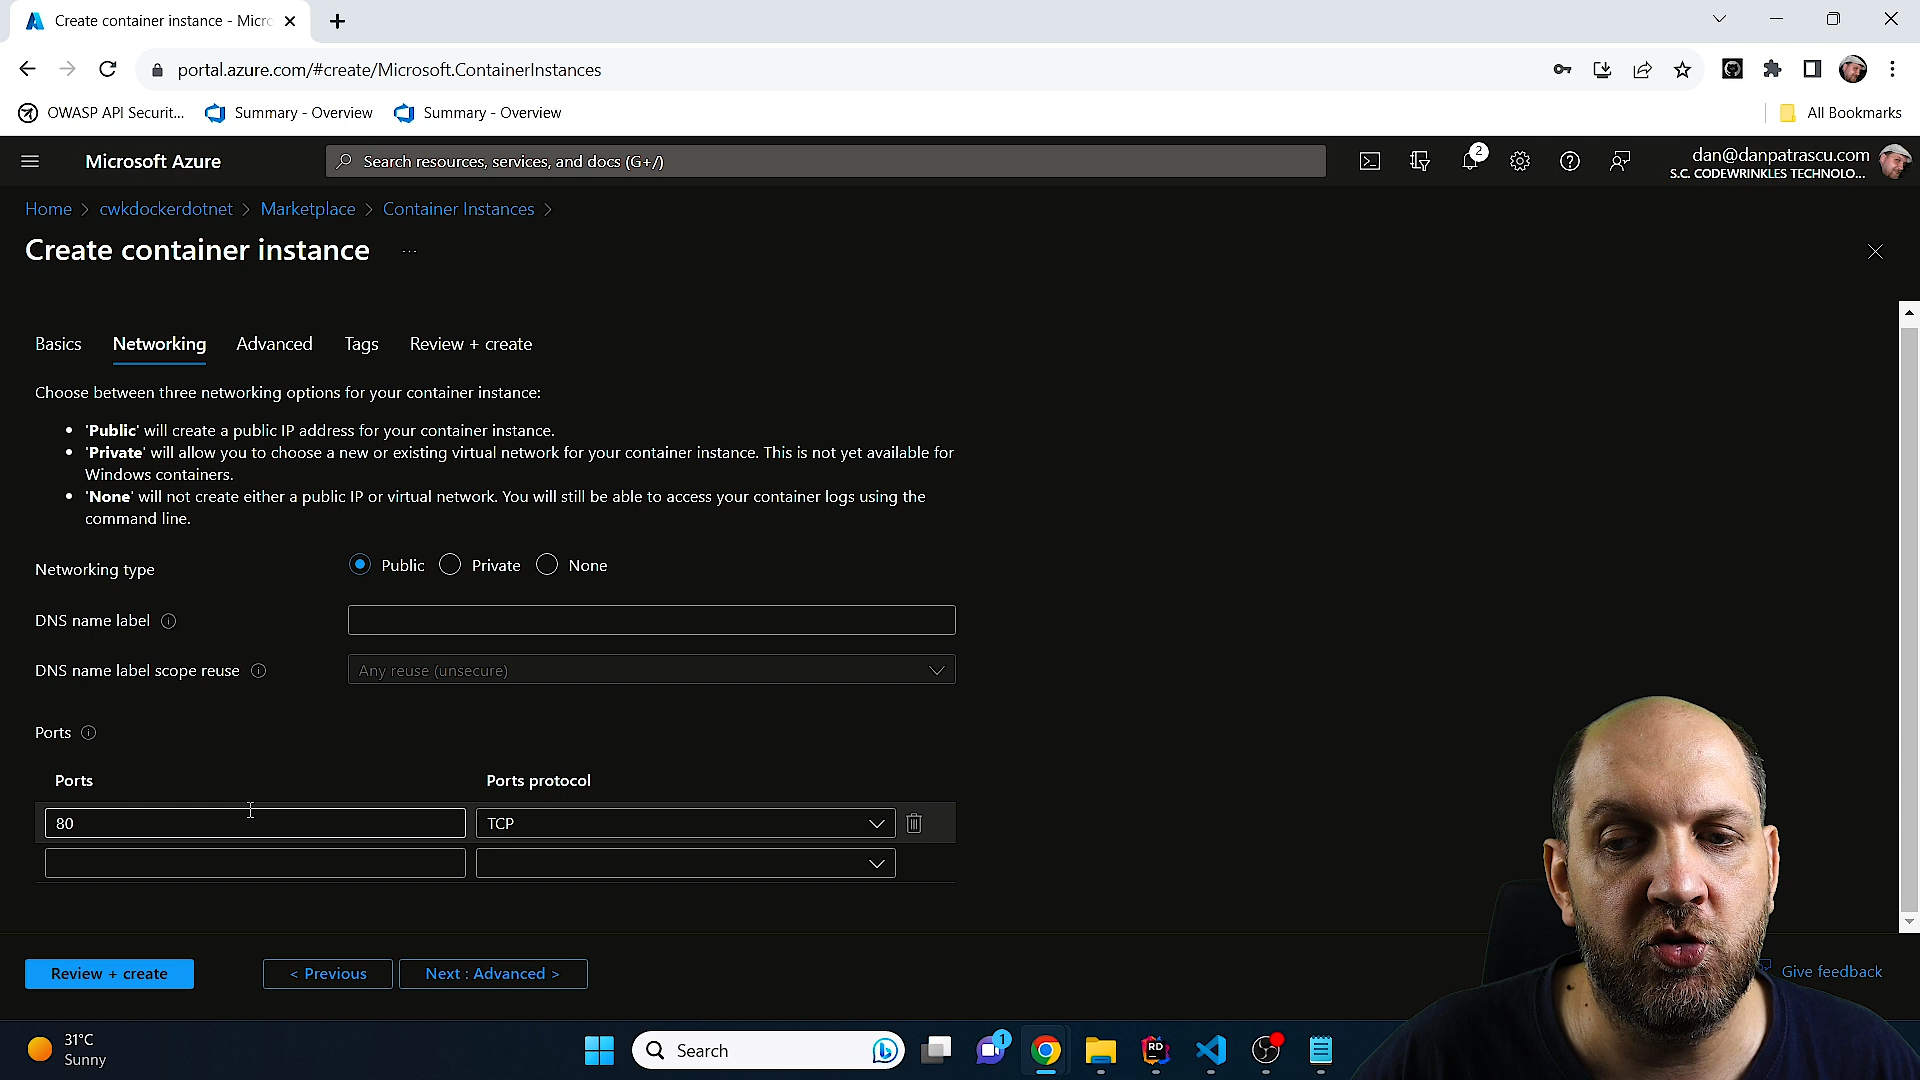 Create container instance - Micro
portal.azure.com/#create/Microsoft.ContainerInstances
OWASP API Securit... Summary - Overview Summary - Overview All Bookmarks
Microsoft Azure
Search resources, services, and docs (G+/)
2
dan@danpatrascu.com
S.C. CODEWRINKLES TECHNOLO...
Home > cwkdockerdotnet > Marketplace > Container Instances >
Create container instance ...
Basics Networking Advanced Tags Review + create
Choose between three networking options for your container instance:
• 'Public' will create a public IP address for your container instance.
• 'Private' will allow you to choose a new or existing virtual network for your container instance. This is not yet available for
Windows containers.
• 'None' will not create either a public IP or virtual network. You will still be able to access your container logs using the
command line.
Networking type Public Private None
DNS name label
DNS name label scope reuse Any reuse (unsecure)
Ports
Ports Ports protocol
80 TCP
Review + create < Previous Next : Advanced > Give feedback
31°C
Sunny
Search
1
RD